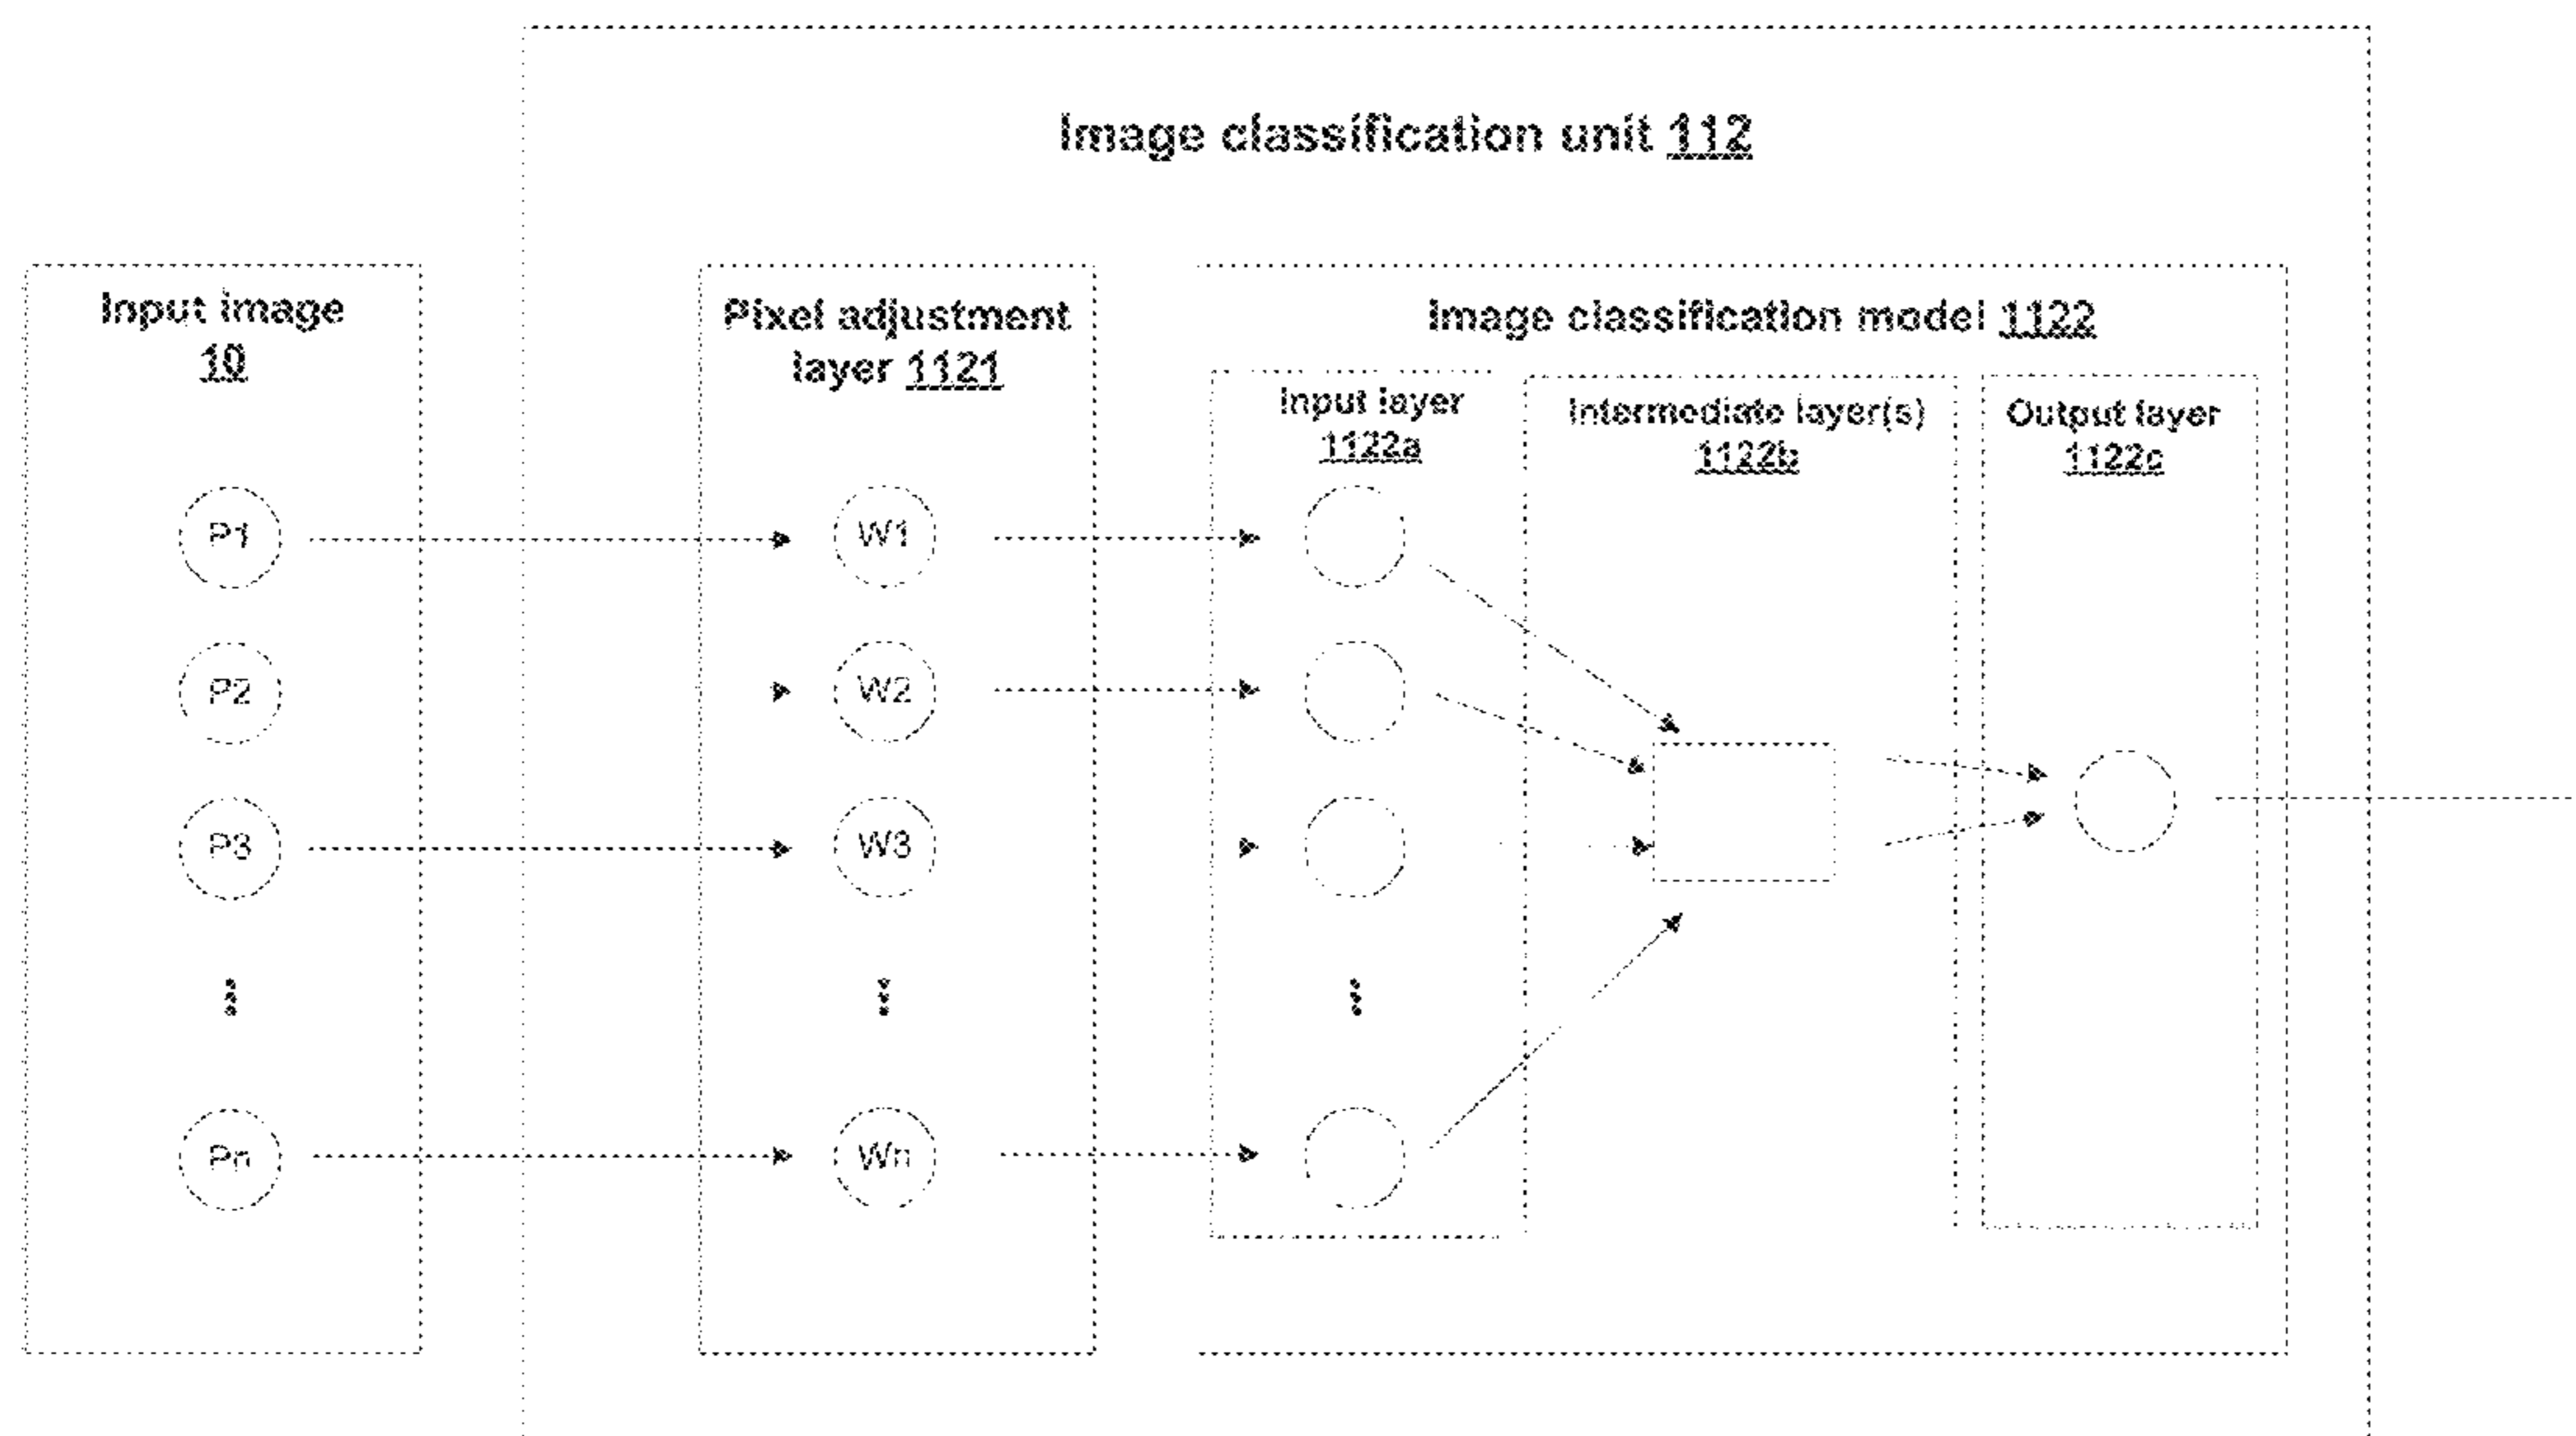 Image classification unit 112
Input image
10
P1
P2
P3
Pn
Pixel adjustment
layer 1121
W1
W2
W3
Wn
Image classification model 1122
Input layer
1122a
Intermediate layer(s)
1122b
Output layer
1122c